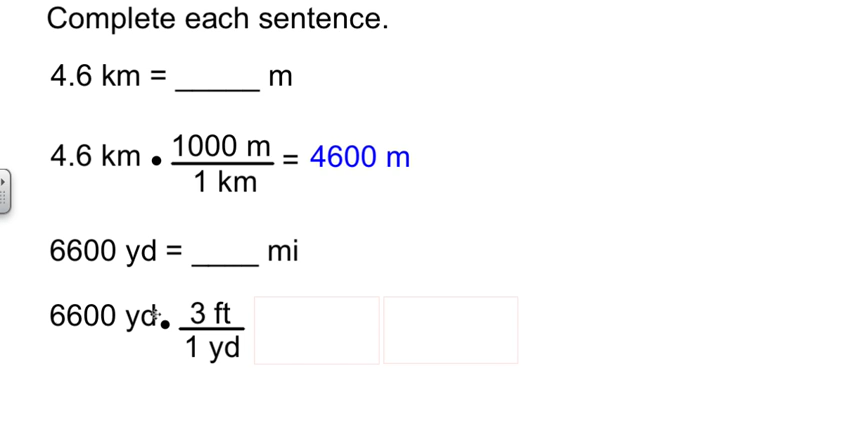 Complete each sentence.
4.6 km = _____ m
4.6 km • 1000 m / 1 km = 4600 m
6600 yd = ____ mi
6600 yd • 3 ft / 1 yd